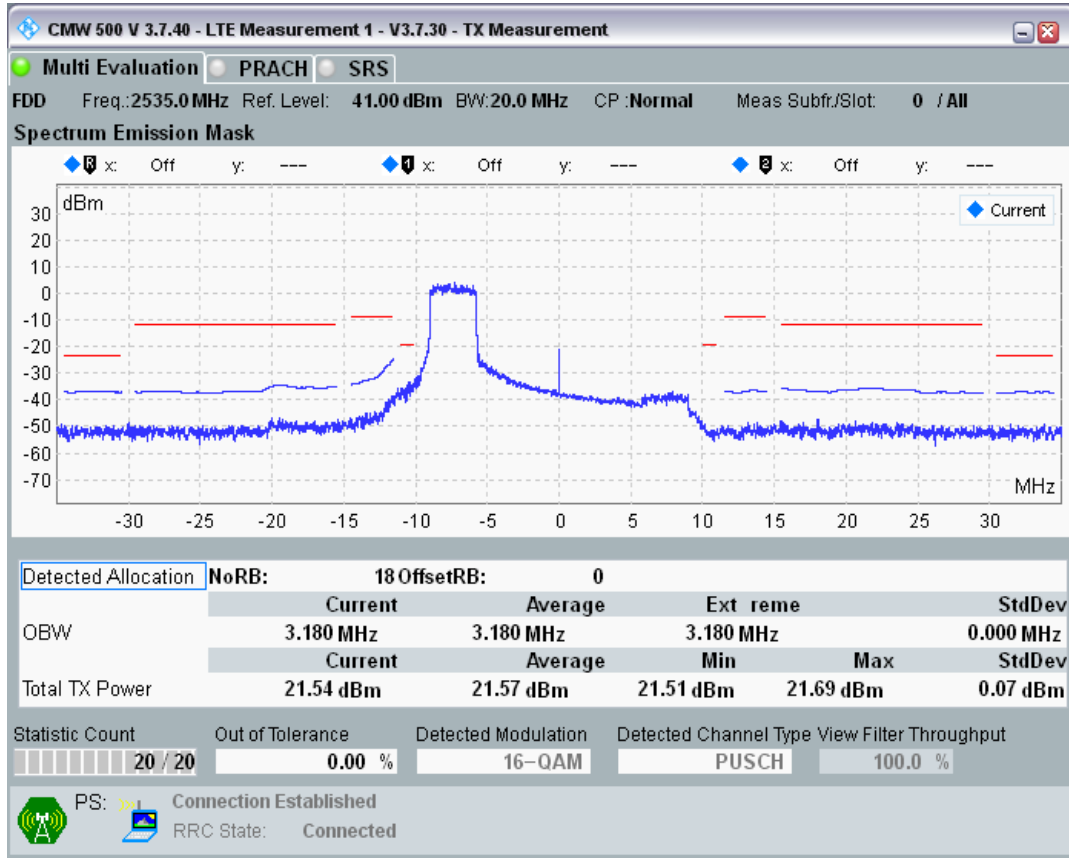 CMW 500 V 3.7.40 - LTE Measurement 1 - V3.7.30 - TX Measurement
Multi Evaluation PRACH SRS
FDD Freq.:2535.0 MHz Ref. Level: 41.00 dBm BW:20.0 MHz CP :Normal Meas Subfr./Slot: 0 / All
Spectrum Emission Mask
R x: Off y: --- 1 x: Off y: --- 2 x: Off y: ---
dBm
Current
30
20
10
0
-10
-20
-30
-40
-50
-60
-70
MHz
-30 -25 -20 -15 -10 -5 0 5 10 15 20 25 30
Detected Allocation NoRB: 18 OffsetRB: 0
Current Average Ext reme StdDev
OBW 3.180 MHz 3.180 MHz 3.180 MHz 0.000 MHz
Current Average Min Max StdDev
Total TX Power 21.54 dBm 21.57 dBm 21.51 dBm 21.69 dBm 0.07 dBm
Statistic Count Out of Tolerance Detected Modulation Detected Channel Type View Filter Throughput
20 / 20 0.00 % 16-QAM PUSCH 100.0 %
PS: Connection Established
RRC State: Connected